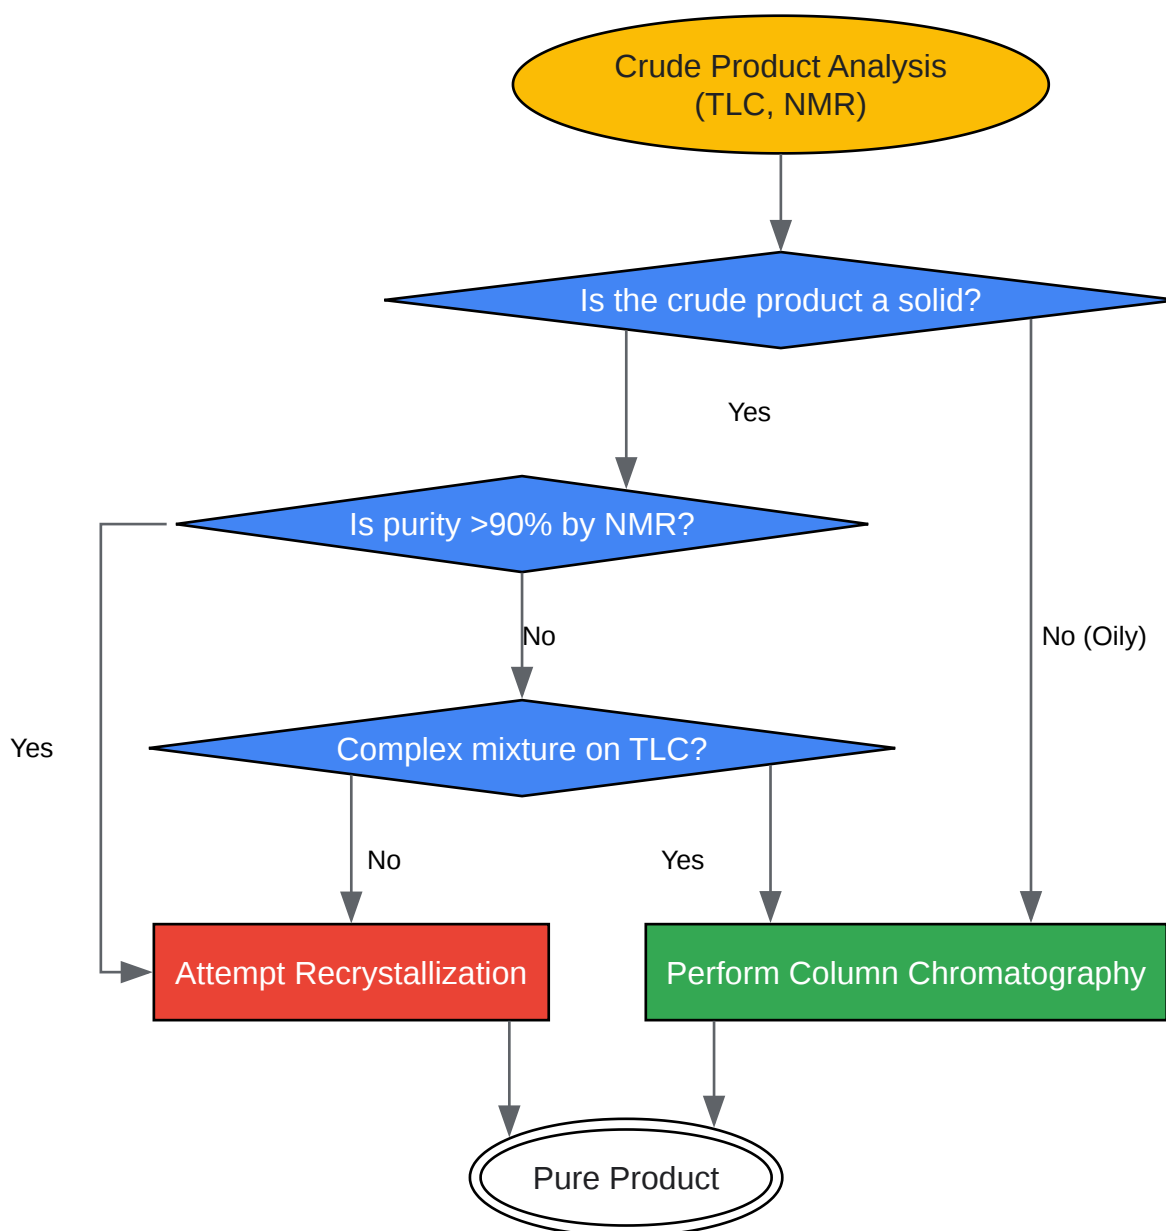 Crude Product Analysis
(TLC, NMR)
Is the crude product a solid?
Yes
Is purity >90% by NMR?
No
No (Oily)
Complex mixture on TLC?
Yes
No
Yes
Attempt Recrystallization
Perform Column Chromatography
Pure Product